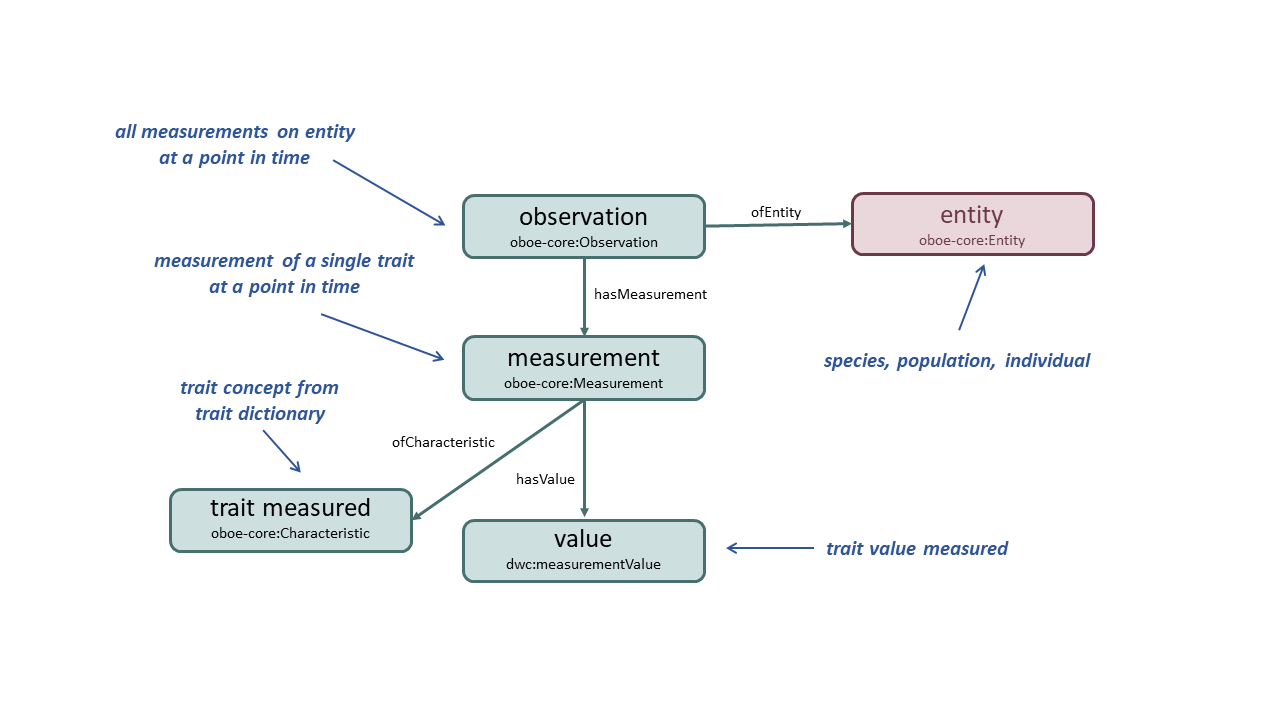 all measurements on entity
at a point in time
observation
oboe-core:Observation
ofEntity
entity
oboe-core:Entity
measurement of a single trait
at a point in time
hasMeasurement
measurement
oboe-core:Measurement
species, population, individual
trait concept from
trait dictionary
ofCharacteristic
hasValue
trait measured
oboe-core:Characteristic
value
dwc:measurementValue
trait value measured